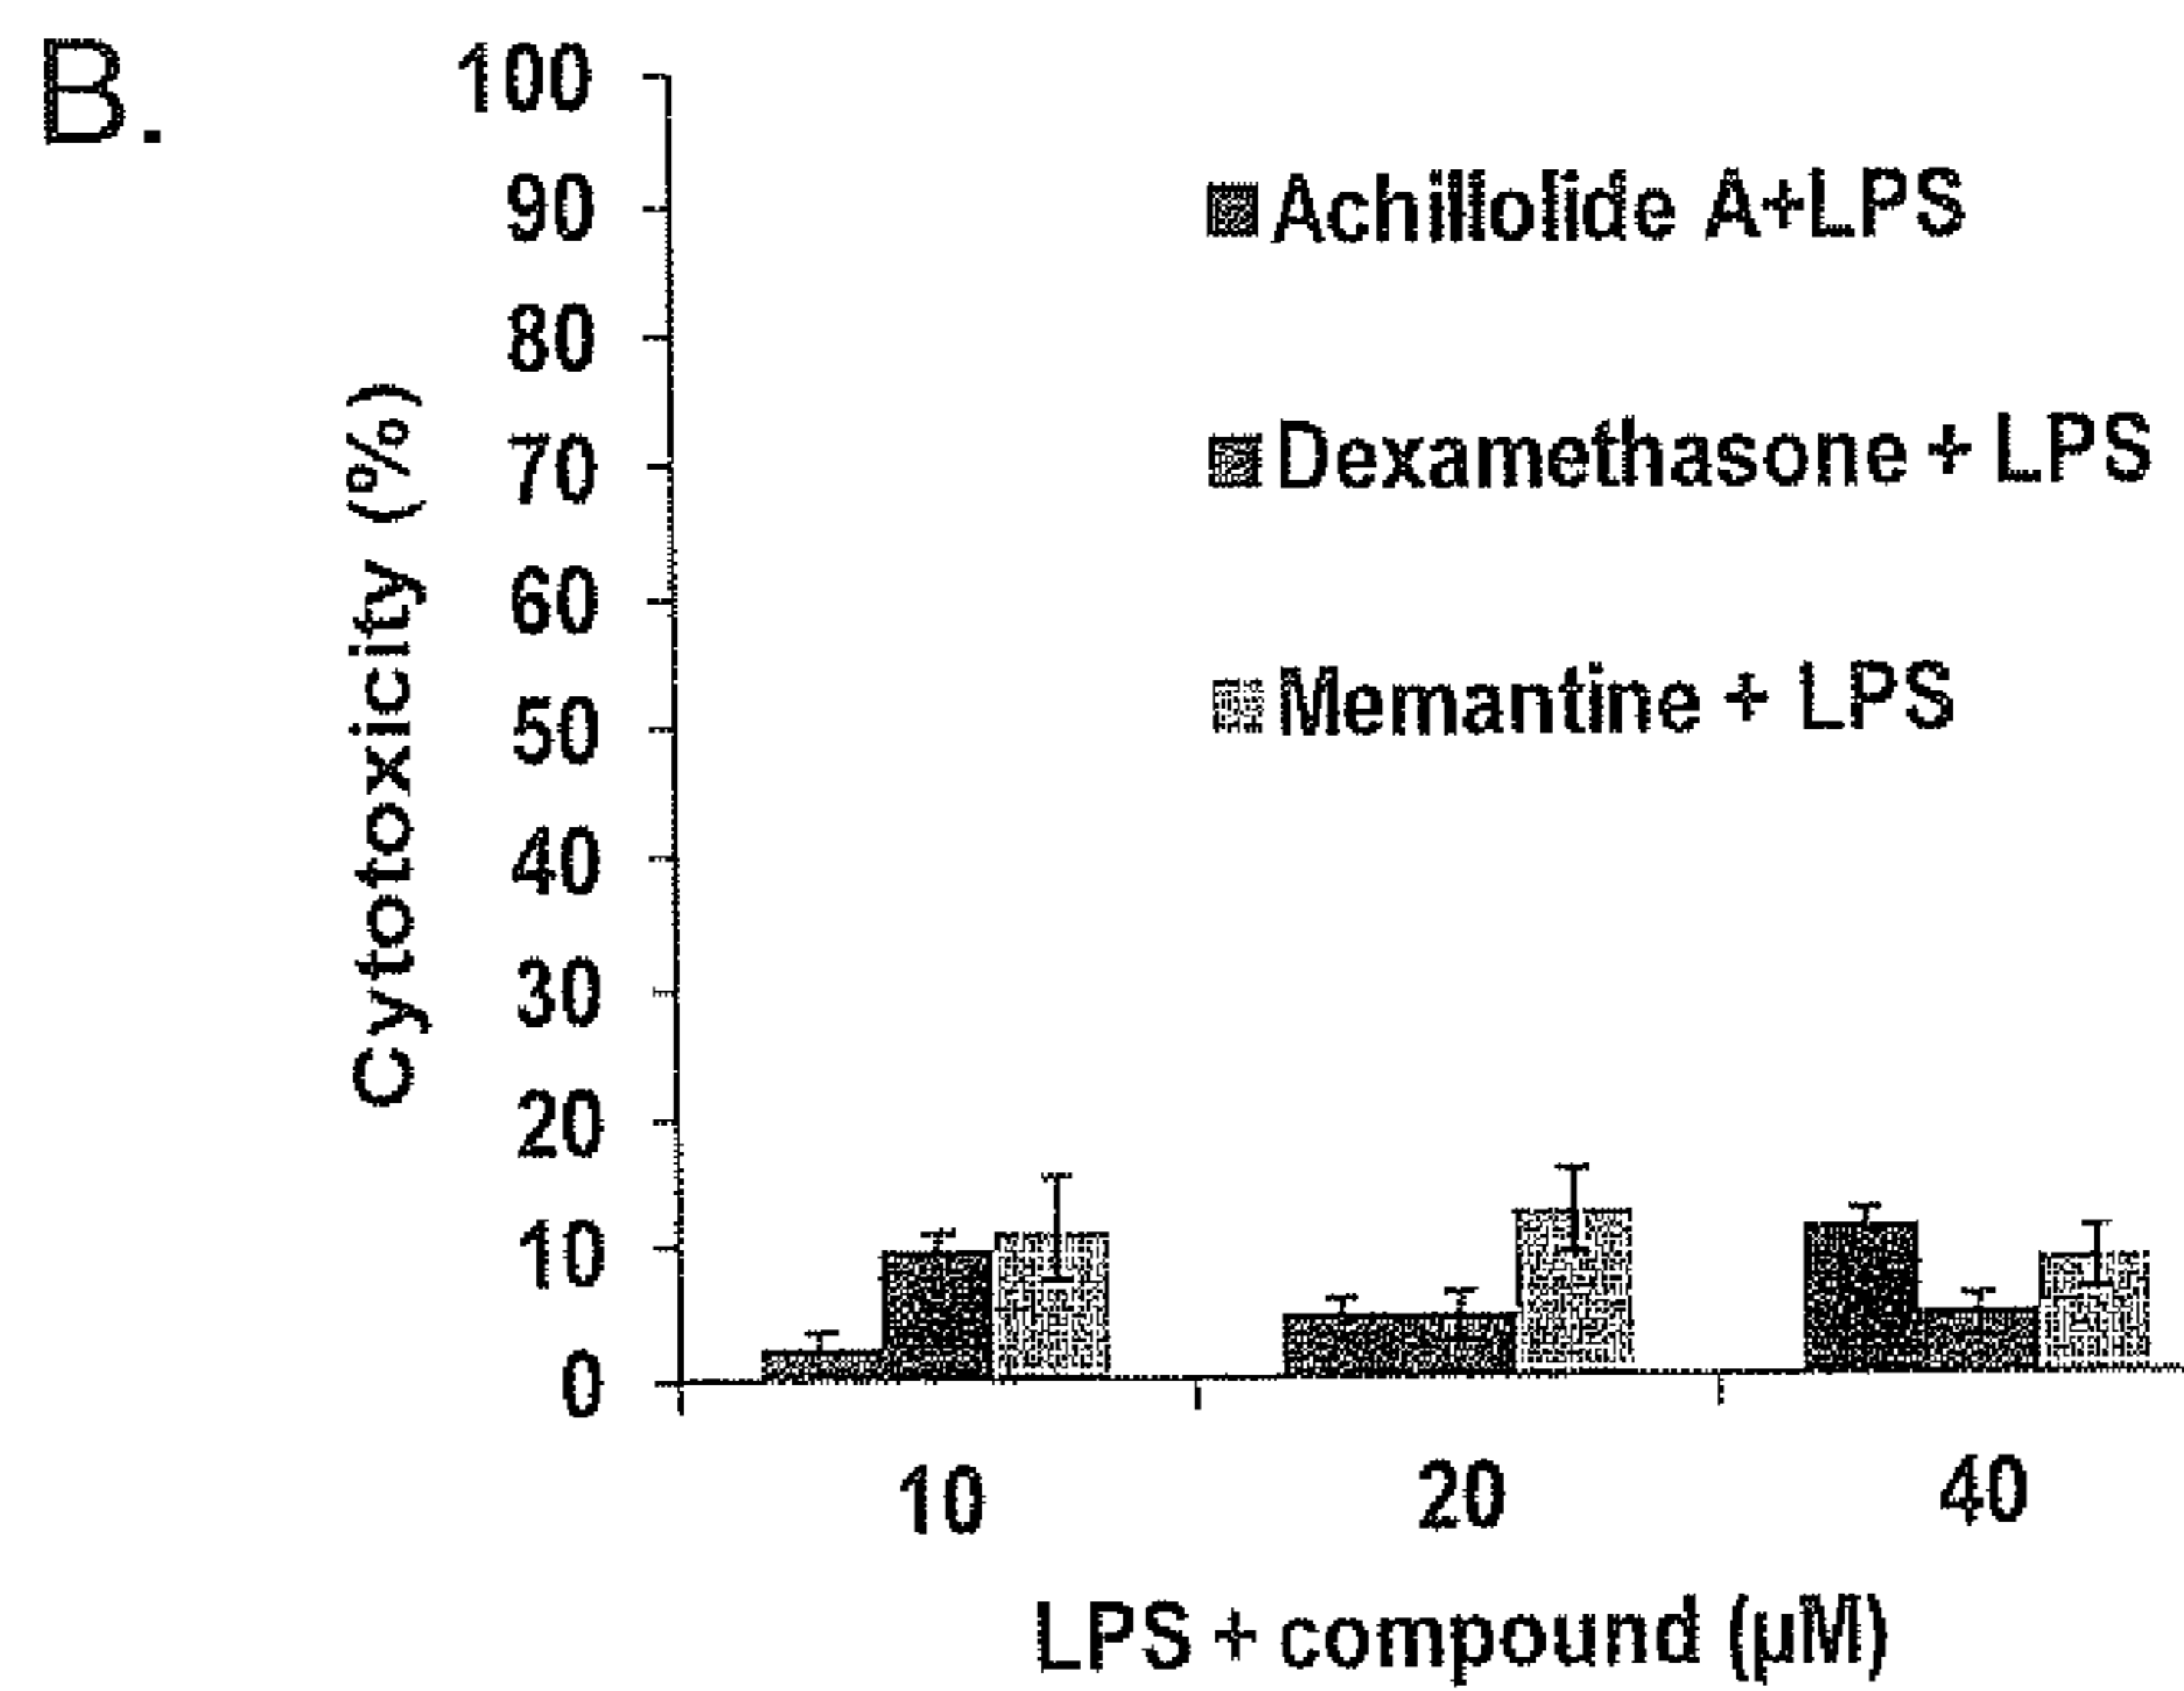 B.
100
90
80
70
60
50
40
30
20
10
0
Cytotoxicity (%)
Achillolide A+LPS
Dexamethasone + LPS
Memantine + LPS
10 20 40
LPS + compound (µM)